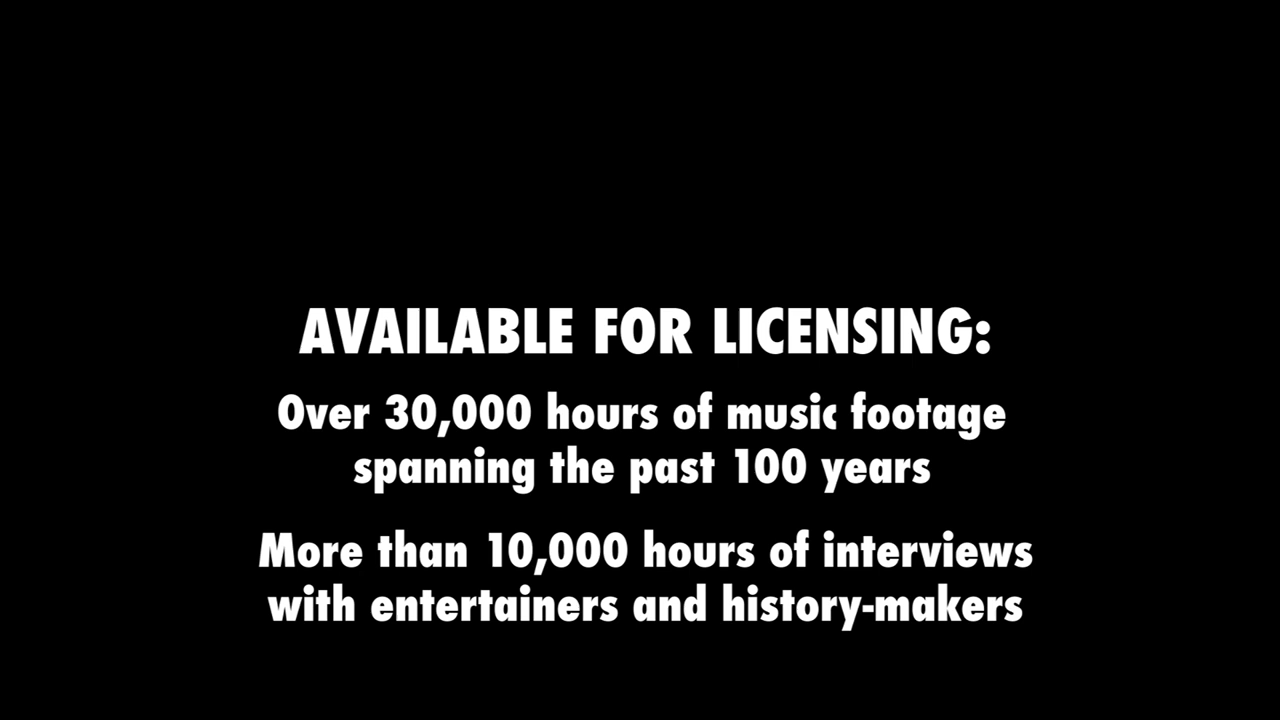 AVAILABLE FOR LICENSING:
Over 30,000 hours of music footage
spanning the past 100 years
More than 10,000 hours of interviews
with entertainers and history-makers